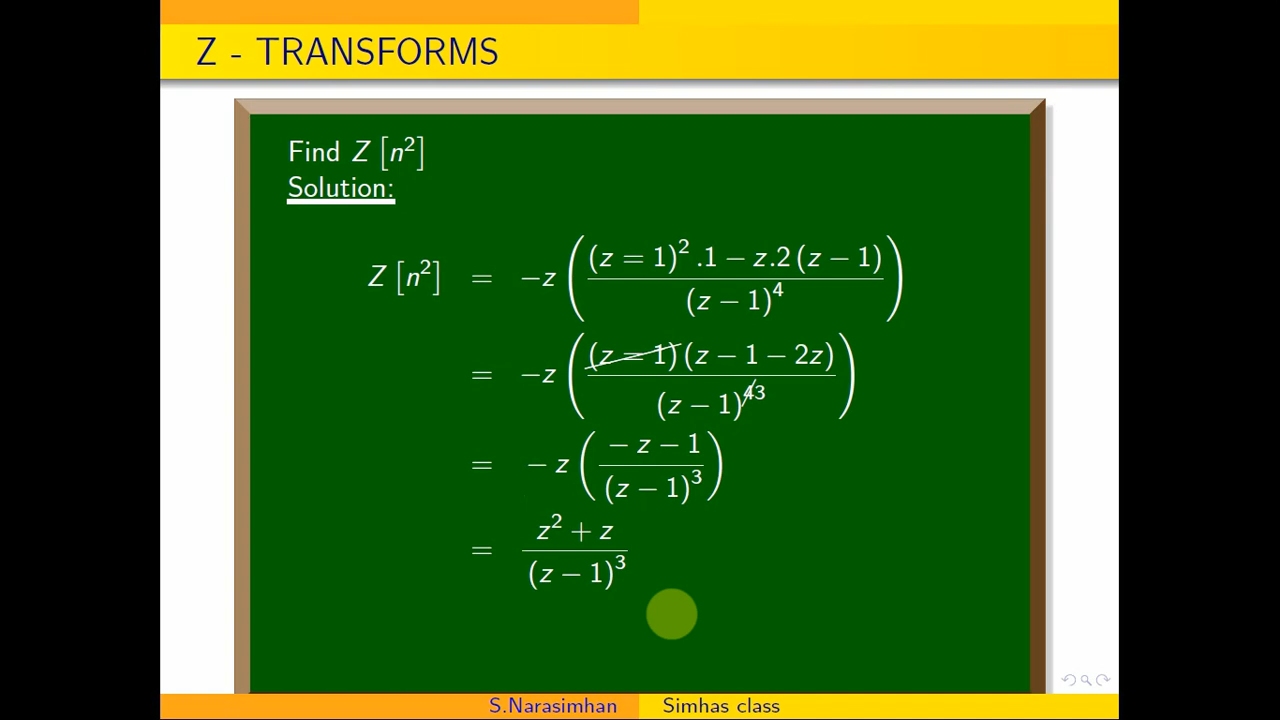 Z - TRANSFORMS
Find Z [n²]
Solution:
Z [n²] = −z ( (z = 1)² .1 − z.2 (z − 1) / (z − 1)⁴ )
= −z ( (z = 1) (z − 1 − 2z) / (z − 1)⁴³ )
= − z ( − z − 1 / (z − 1)³ )
= z² + z / (z − 1)³
S.Narasimhan Simhas class